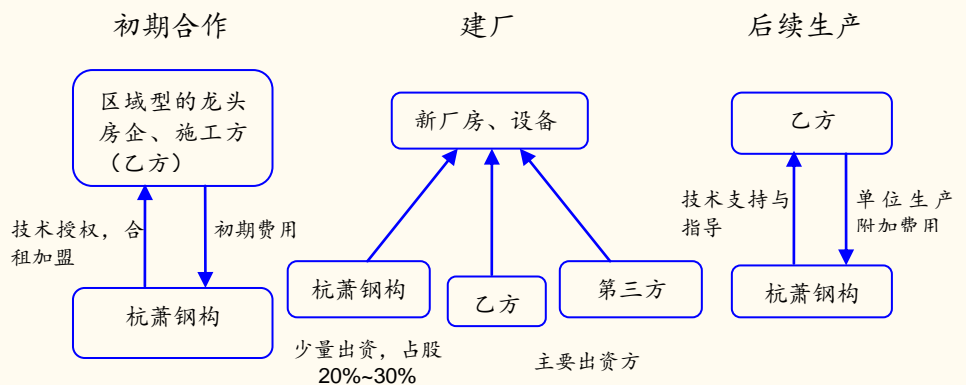 初期合作
建厂
后续生产
区域型的龙头
房企、施工方
（乙方）
技术授权，合
租加盟
初期费用
杭萧钢构
新厂房、设备
杭萧钢构
乙方
第三方
少量出资，占股
20%~30%
主要出资方
乙方
技术支持与
指导
单位生产
附加费用
杭萧钢构